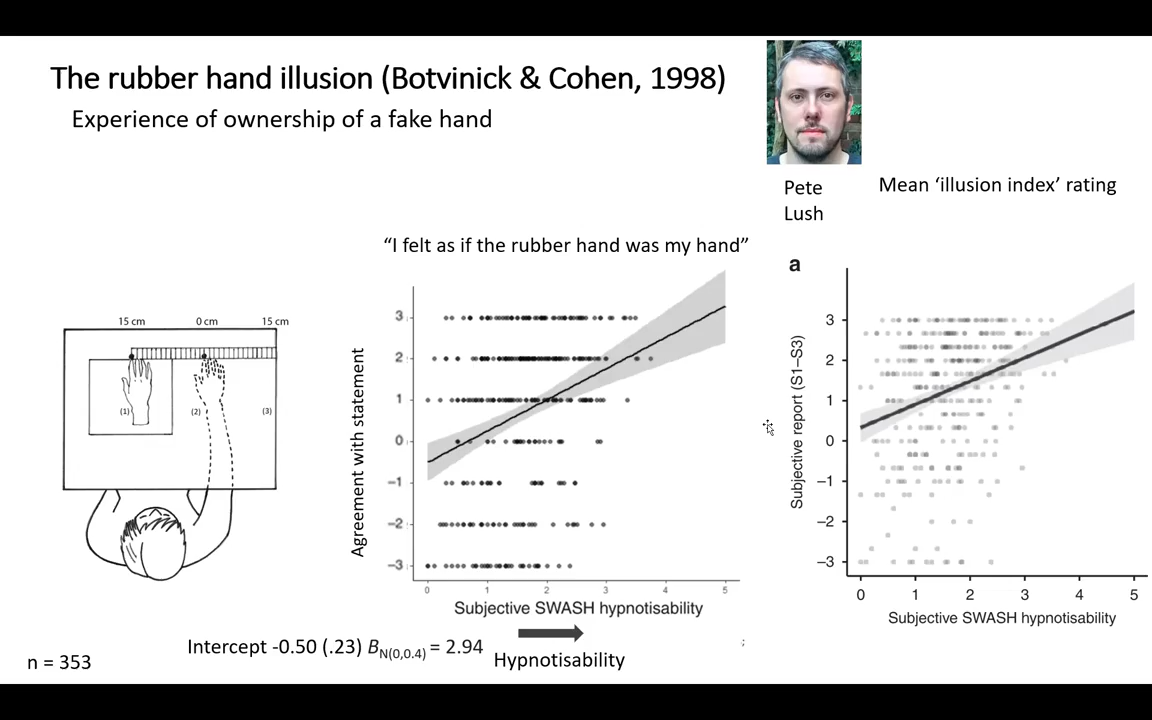 The rubber hand illusion (Botvinick & Cohen, 1998)
Experience of ownership of a fake hand
Pete
Lush
Mean ‘illusion index’ rating
15 cm
0 cm
15 cm
(1)
(2)
(3)
“I felt as if the rubber hand was my hand”
Agreement with statement
3
2
1
0
−1
−2
−3
0
1
2
3
4
5
Subjective SWASH hypnotisability
Hypnotisability
a
Subjective report (S1–S3)
3
2
1
0
−1
−2
−3
0
1
2
3
4
5
Subjective SWASH hypnotisability
Intercept -0.50 (.23) BN(0,0.4) = 2.94
n = 353